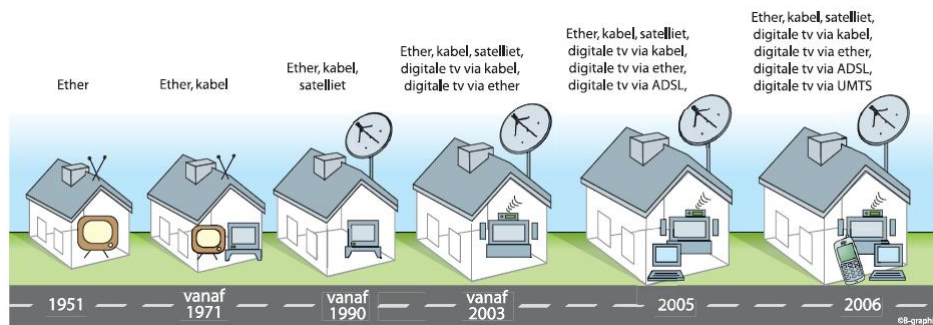 Ether
Ether, kabel
Ether, kabel,
satelliet
Ether, kabel, satelliet,
digitale tv via kabel,
digitale tv via ether
Ether, kabel, satelliet,
digitale tv via kabel,
digitale tv via ether,
digitale tv via ADSL,
Ether, kabel, satelliet,
digitale tv via kabel,
digitale tv via ether,
digitale tv via ADSL,
digitale tv via UMTS
1951
vanaf
1971
vanaf
1990
vanaf
2003
2005
2006
©B-graphi